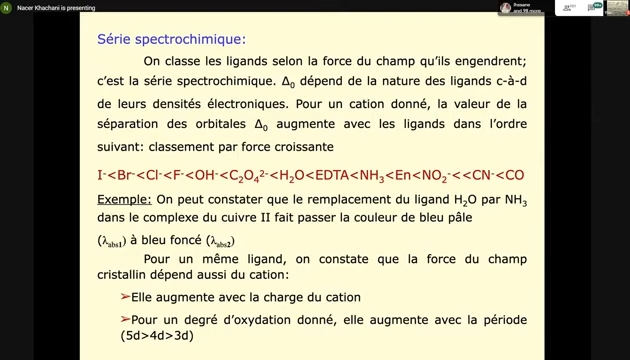 N Nacer Khachani is presenting
and 98 more
Série spectrochimique:
On classe les ligands selon la force du champ qu'ils engendrent;
c'est la série spectrochimique. Δ₀ dépend de la nature des ligands c-à-d
de leurs densités électroniques. Pour un cation donné, la valeur de la
séparation des orbitales Δ₀ augmente avec les ligands dans l'ordre
suivant: classement par force croissante
I⁻<Br⁻<Cl⁻<F⁻<OH⁻<C₂O₄²⁻<H₂O<EDTA<NH₃<En<NO₂⁻<<CN⁻<CO
Exemple: On peut constater que le remplacement du ligand H₂O par NH₃
dans le complexe du cuivre II fait passer la couleur de bleu pâle
(λabs1) à bleu foncé (λabs2)
Pour un même ligand, on constate que la force du champ
cristallin dépend aussi du cation:
➢Elle augmente avec la charge du cation
➢Pour un degré d'oxydation donné, elle augmente avec la période
(5d>4d>3d)